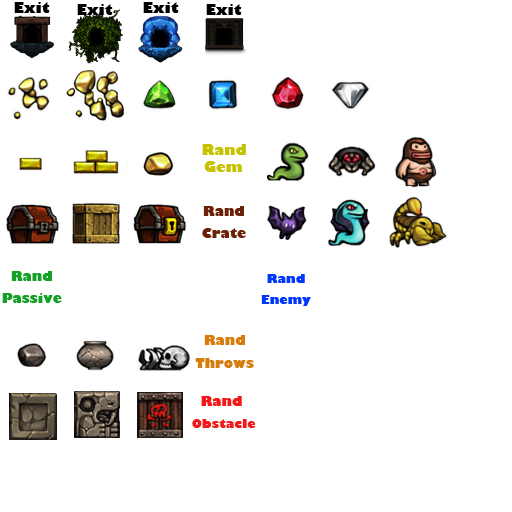 Exit Exit Exit Exit
Rand
Gem
Rand
Crate
Rand
Passive
Rand
Enemy
Rand
Throws
Rand
Obstacle